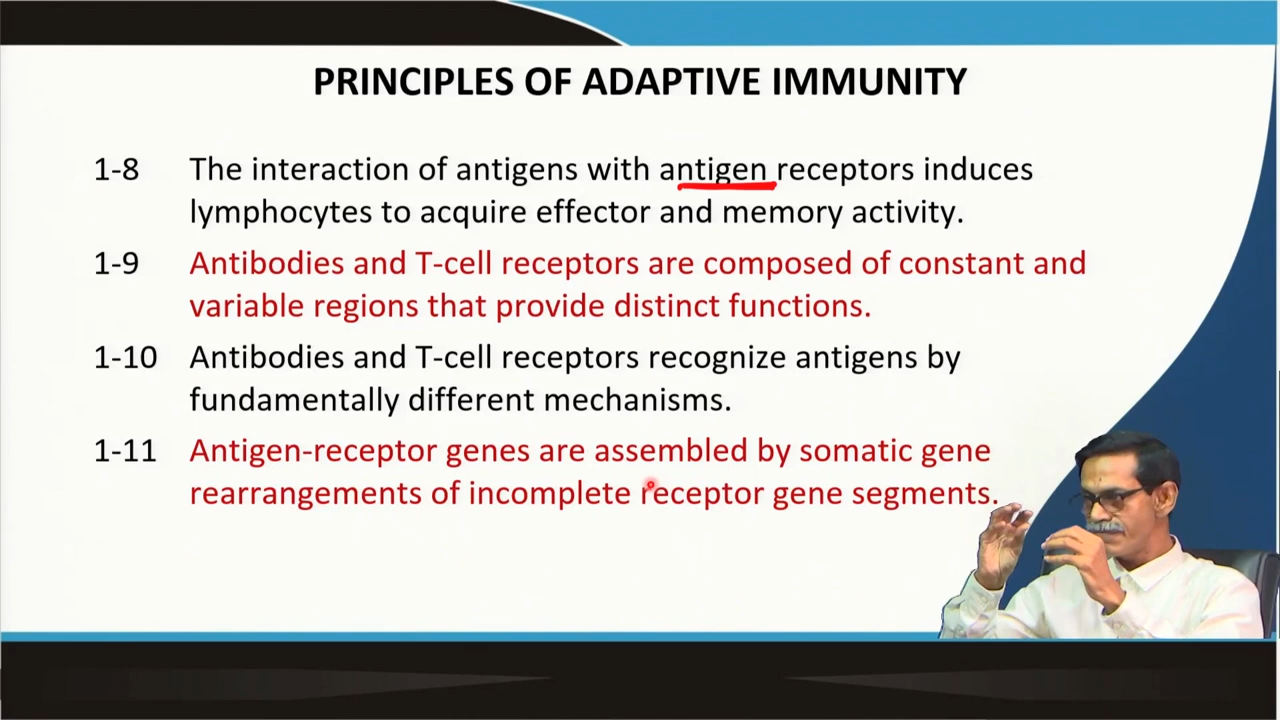 PRINCIPLES OF ADAPTIVE IMMUNITY
1-8 The interaction of antigens with antigen receptors induces
lymphocytes to acquire effector and memory activity.
1-9 Antibodies and T-cell receptors are composed of constant and
variable regions that provide distinct functions.
1-10 Antibodies and T-cell receptors recognize antigens by
fundamentally different mechanisms.
1-11 Antigen-receptor genes are assembled by somatic gene
rearrangements of incomplete receptor gene segments.